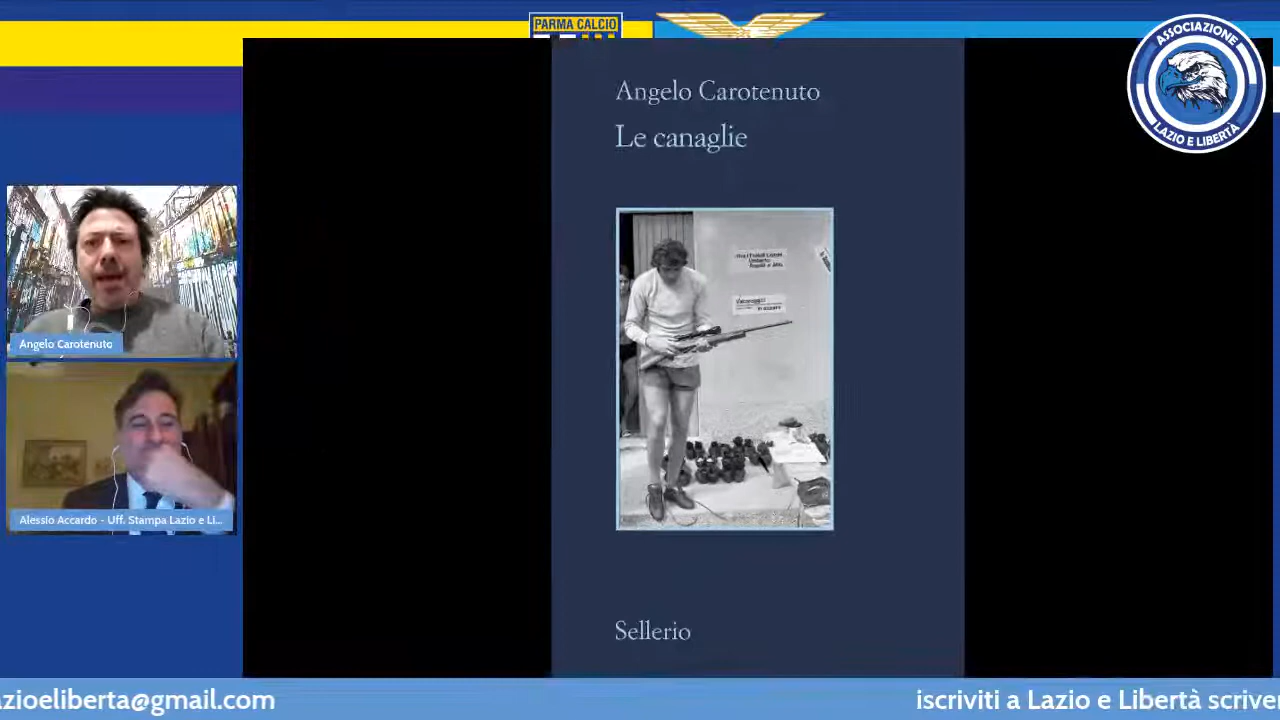 PARMA CALCIO
ASSOCIAZIONE
LAZIO E LIBERTÀ
Angelo Carotenuto
Le canaglie
Angelo Carotenuto
Alessio Accardo - Uff. Stampa Lazio e Li...
Sellerio
azioeliberta@gmail.com
iscriviti a Lazio e Libertà scriven